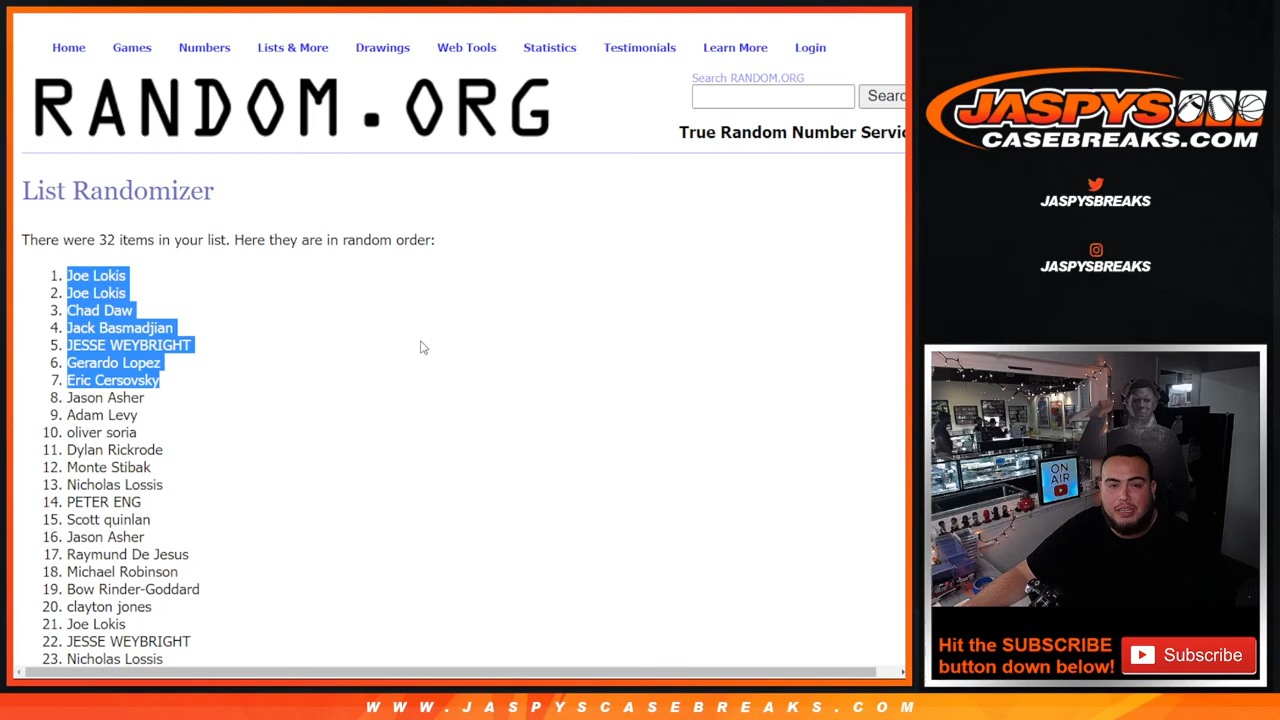 Home Games Numbers Lists & More Drawings Web Tools Statistics Testimonials Learn More Login
RANDOM.ORG
Search RANDOM.ORG
Searc
True Random Number Servic
List Randomizer
There were 32 items in your list. Here they are in random order:
1. Joe Lokis
2. Joe Lokis
3. Chad Daw
4. Jack Basmadjian
5. JESSE WEYBRIGHT
6. Gerardo Lopez
7. Eric Cersovsky
8. Jason Asher
9. Adam Levy
10. oliver soria
11. Dylan Rickrode
12. Monte Stibak
13. Nicholas Lossis
14. PETER ENG
15. Scott quinlan
16. Jason Asher
17. Raymund De Jesus
18. Michael Robinson
19. Bow Rinder-Goddard
20. clayton jones
21. Joe Lokis
22. JESSE WEYBRIGHT
23. Nicholas Lossis
JASPYS
CASEBREAKS.COM
JASPYSBREAKS
JASPYSBREAKS
ON
AIR
Hit the SUBSCRIBE
button down below!
Subscribe
WWW.JASPYSCASEBREAKS.COM